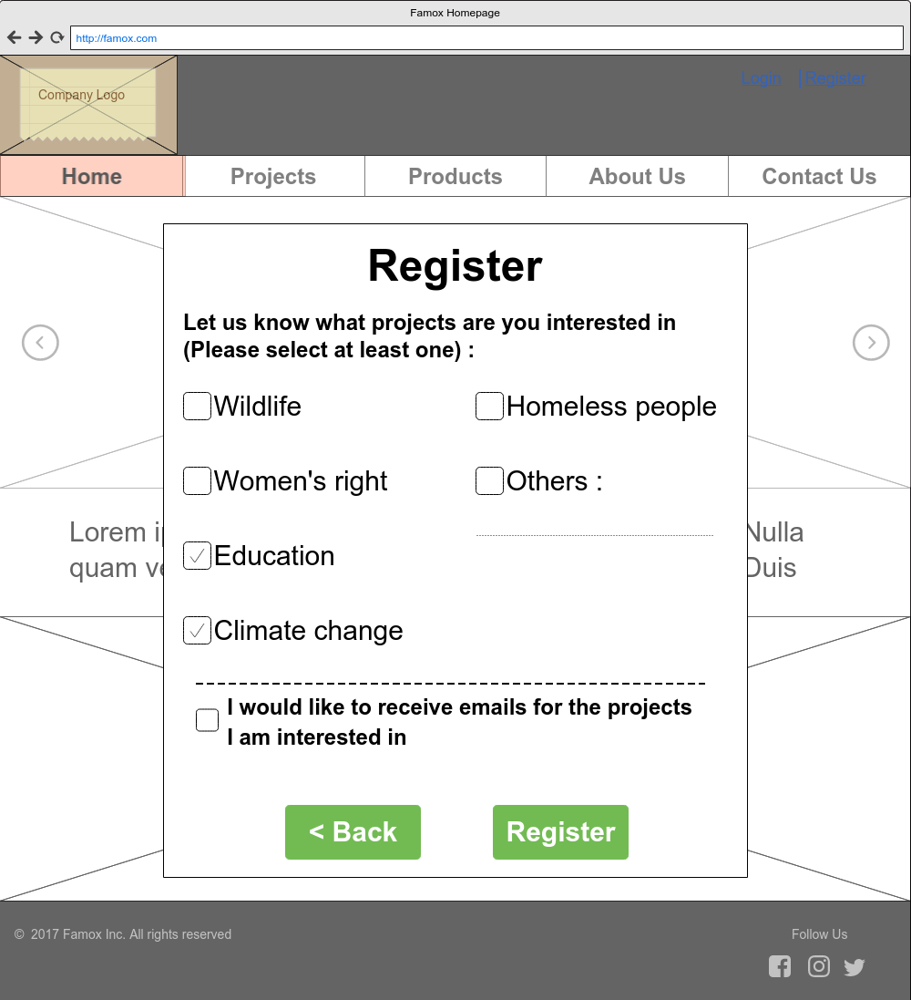 Famox Homepage
http://famox.com
Company Logo
Login | Register
Home Projects Products About Us Contact Us
Register
Let us know what projects are you interested in
(Please select at least one) :
Wildlife Homeless people
Women's right Others :
Education
Climate change
Lorem i Nulla
quam ve Duis
I would like to receive emails for the projects
I am interested in
< Back Register
© 2017 Famox Inc. All rights reserved Follow Us